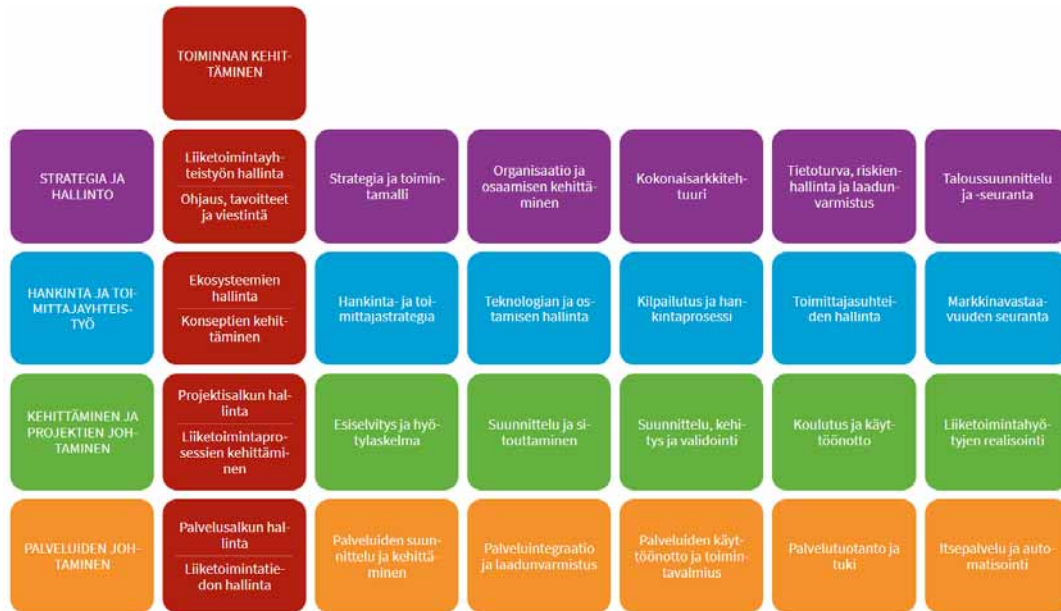 TOIMINNAN KEHIT-
TÄMINEN
STRATEGIA JA
HALLINTO
Liiketoimintayh-
teistyön hallinta
Ohjaus, tavoitteet
ja viestintä
Strategia ja toimin-
tamalli
Organisaatio ja
osaamisen kehittä-
minen
Kokonaisarkkiteh-
tuuri
Tietoturva, riskien-
hallinta ja laadun-
varmistus
Taloussuunnittelu
ja -seuranta
HANKINTA JA TOI-
MITTAJAYHTEIS-
TYÖ
Ekosysteemien
hallinta
Konseptien kehit-
täminen
Hankinta- ja toi-
mittajastrategia
Teknologian ja os-
tamisen hallinta
Kilpailutus ja han-
kintaprosessi
Toimittajasuhtei-
den hallinta
Markkinavastaa-
vuuden seuranta
KEHITTÄMINEN JA
PROJEKTIEN JOH-
TAMINEN
Projektisalkun hal-
linta
Liiketoimintapro-
sessien kehittämi-
nen
Esiselvitys ja hyö-
tylaskelma
Suunnittelu ja si-
touttaminen
Suunnittelu, kehi-
tys ja validointi
Koulutus ja käyt-
töönotto
Liiketoimintahyö-
tyjen realisointi
PALVELUIDEN JOH-
TAMINEN
Palvelusalkun hal-
linta
Liiketoimintatie-
don hallinta
Palveluiden suun-
nittelu ja kehittä-
minen
Palveluintegraatio
ja laadunvarmistus
Palveluiden käyt-
töönotto ja toimin-
tavalmius
Palvelutuotanto ja
tuki
Itsepalvelu ja auto-
matisointi